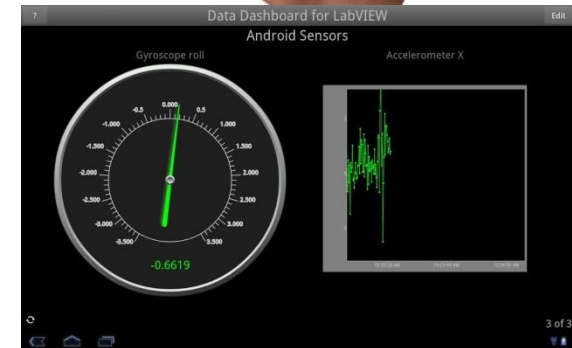 ? Data Dashboard for LabVIEW Edit
Android Sensors
Gyroscope roll Accelerometer X
0.000
-0.5 0.5
-1.000 1.000
-1.500 1.500
-2.000 2.000
-2.500 2.500
-3.000 3.000
-3.500 3.500
-0.6619
3 of 3